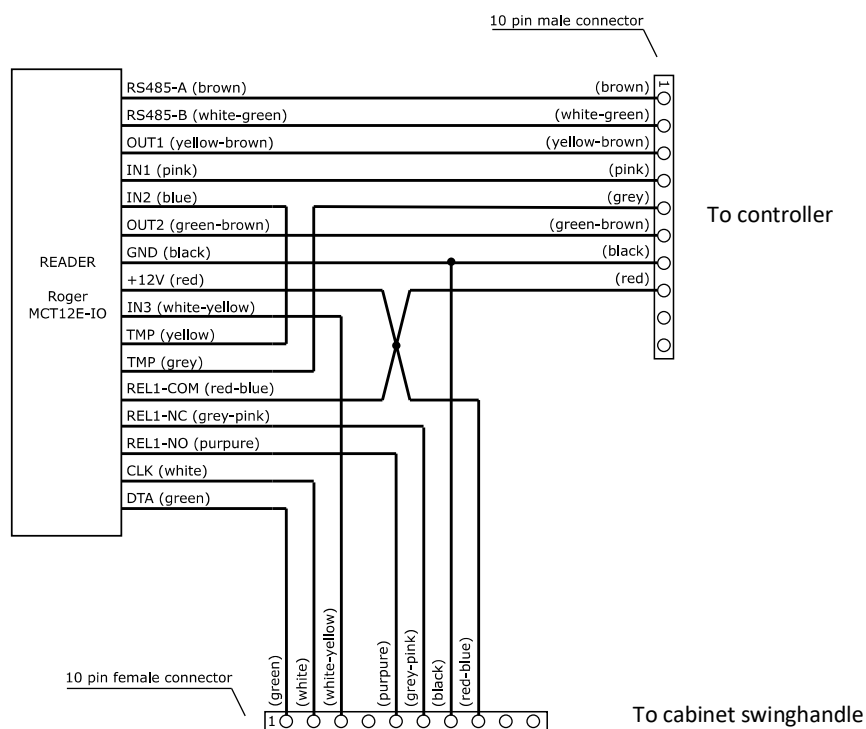 10 pin male connector
RS485-A (brown)
(brown)
1
RS485-B (white-green)
(white-green)
OUT1 (yellow-brown)
(yellow-brown)
IN1 (pink)
(pink)
IN2 (blue)
(grey)
To controller
OUT2 (green-brown)
(green-brown)
GND (black)
(black)
READER
+12V (red)
(red)
Roger
MCT12E-IO
IN3 (white-yellow)
TMP (yellow)
TMP (grey)
REL1-COM (red-blue)
REL1-NC (grey-pink)
REL1-NO (purpure)
CLK (white)
DTA (green)
(green)
(white)
(white-yellow)
(purpure)
(grey-pink)
(black)
(red-blue)
10 pin female connector
1
To cabinet swinghandle